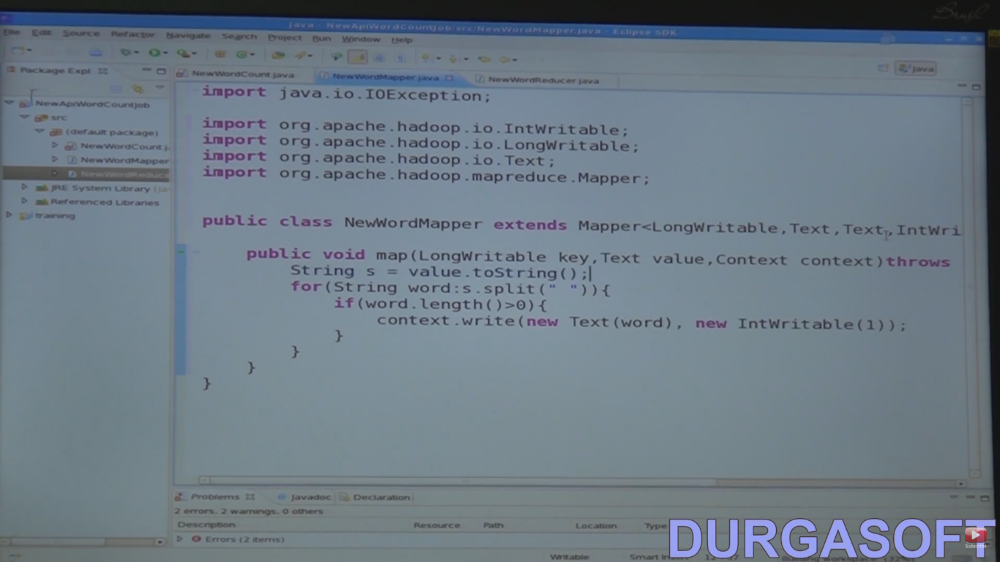 Brush
Java - NewApiWordCountJob/src/NewWordMapper.java - Eclipse SDK
File Edit Source Refactor Navigate Search Project Run Window Help
Package Expl
NewWordCount.java NewWordMapper.java NewWordReducer.java
Java
NewApiWordCountJob
src
(default package)
NewWordCount.j
NewWordMapper
NewWordReduce
JRE System Library
Referenced Libraries
training
import java.io.IOException;
import org.apache.hadoop.io.IntWritable;
import org.apache.hadoop.io.LongWritable;
import org.apache.hadoop.io.Text;
import org.apache.hadoop.mapreduce.Mapper;
public class NewWordMapper extends Mapper<LongWritable,Text,Text,IntWri
public void map(LongWritable key,Text value,Context context)throws
String s = value.toString();
for(String word:s.split(" ")){
if(word.length()>0){
context.write(new Text(word), new IntWritable(1));
}
}
}
}
Problems Javadoc Declaration
2 errors, 2 warnings, 0 others
Description Resource Path Location Type
Errors (2 items)
Writable
DURGASOFT
Subscribe